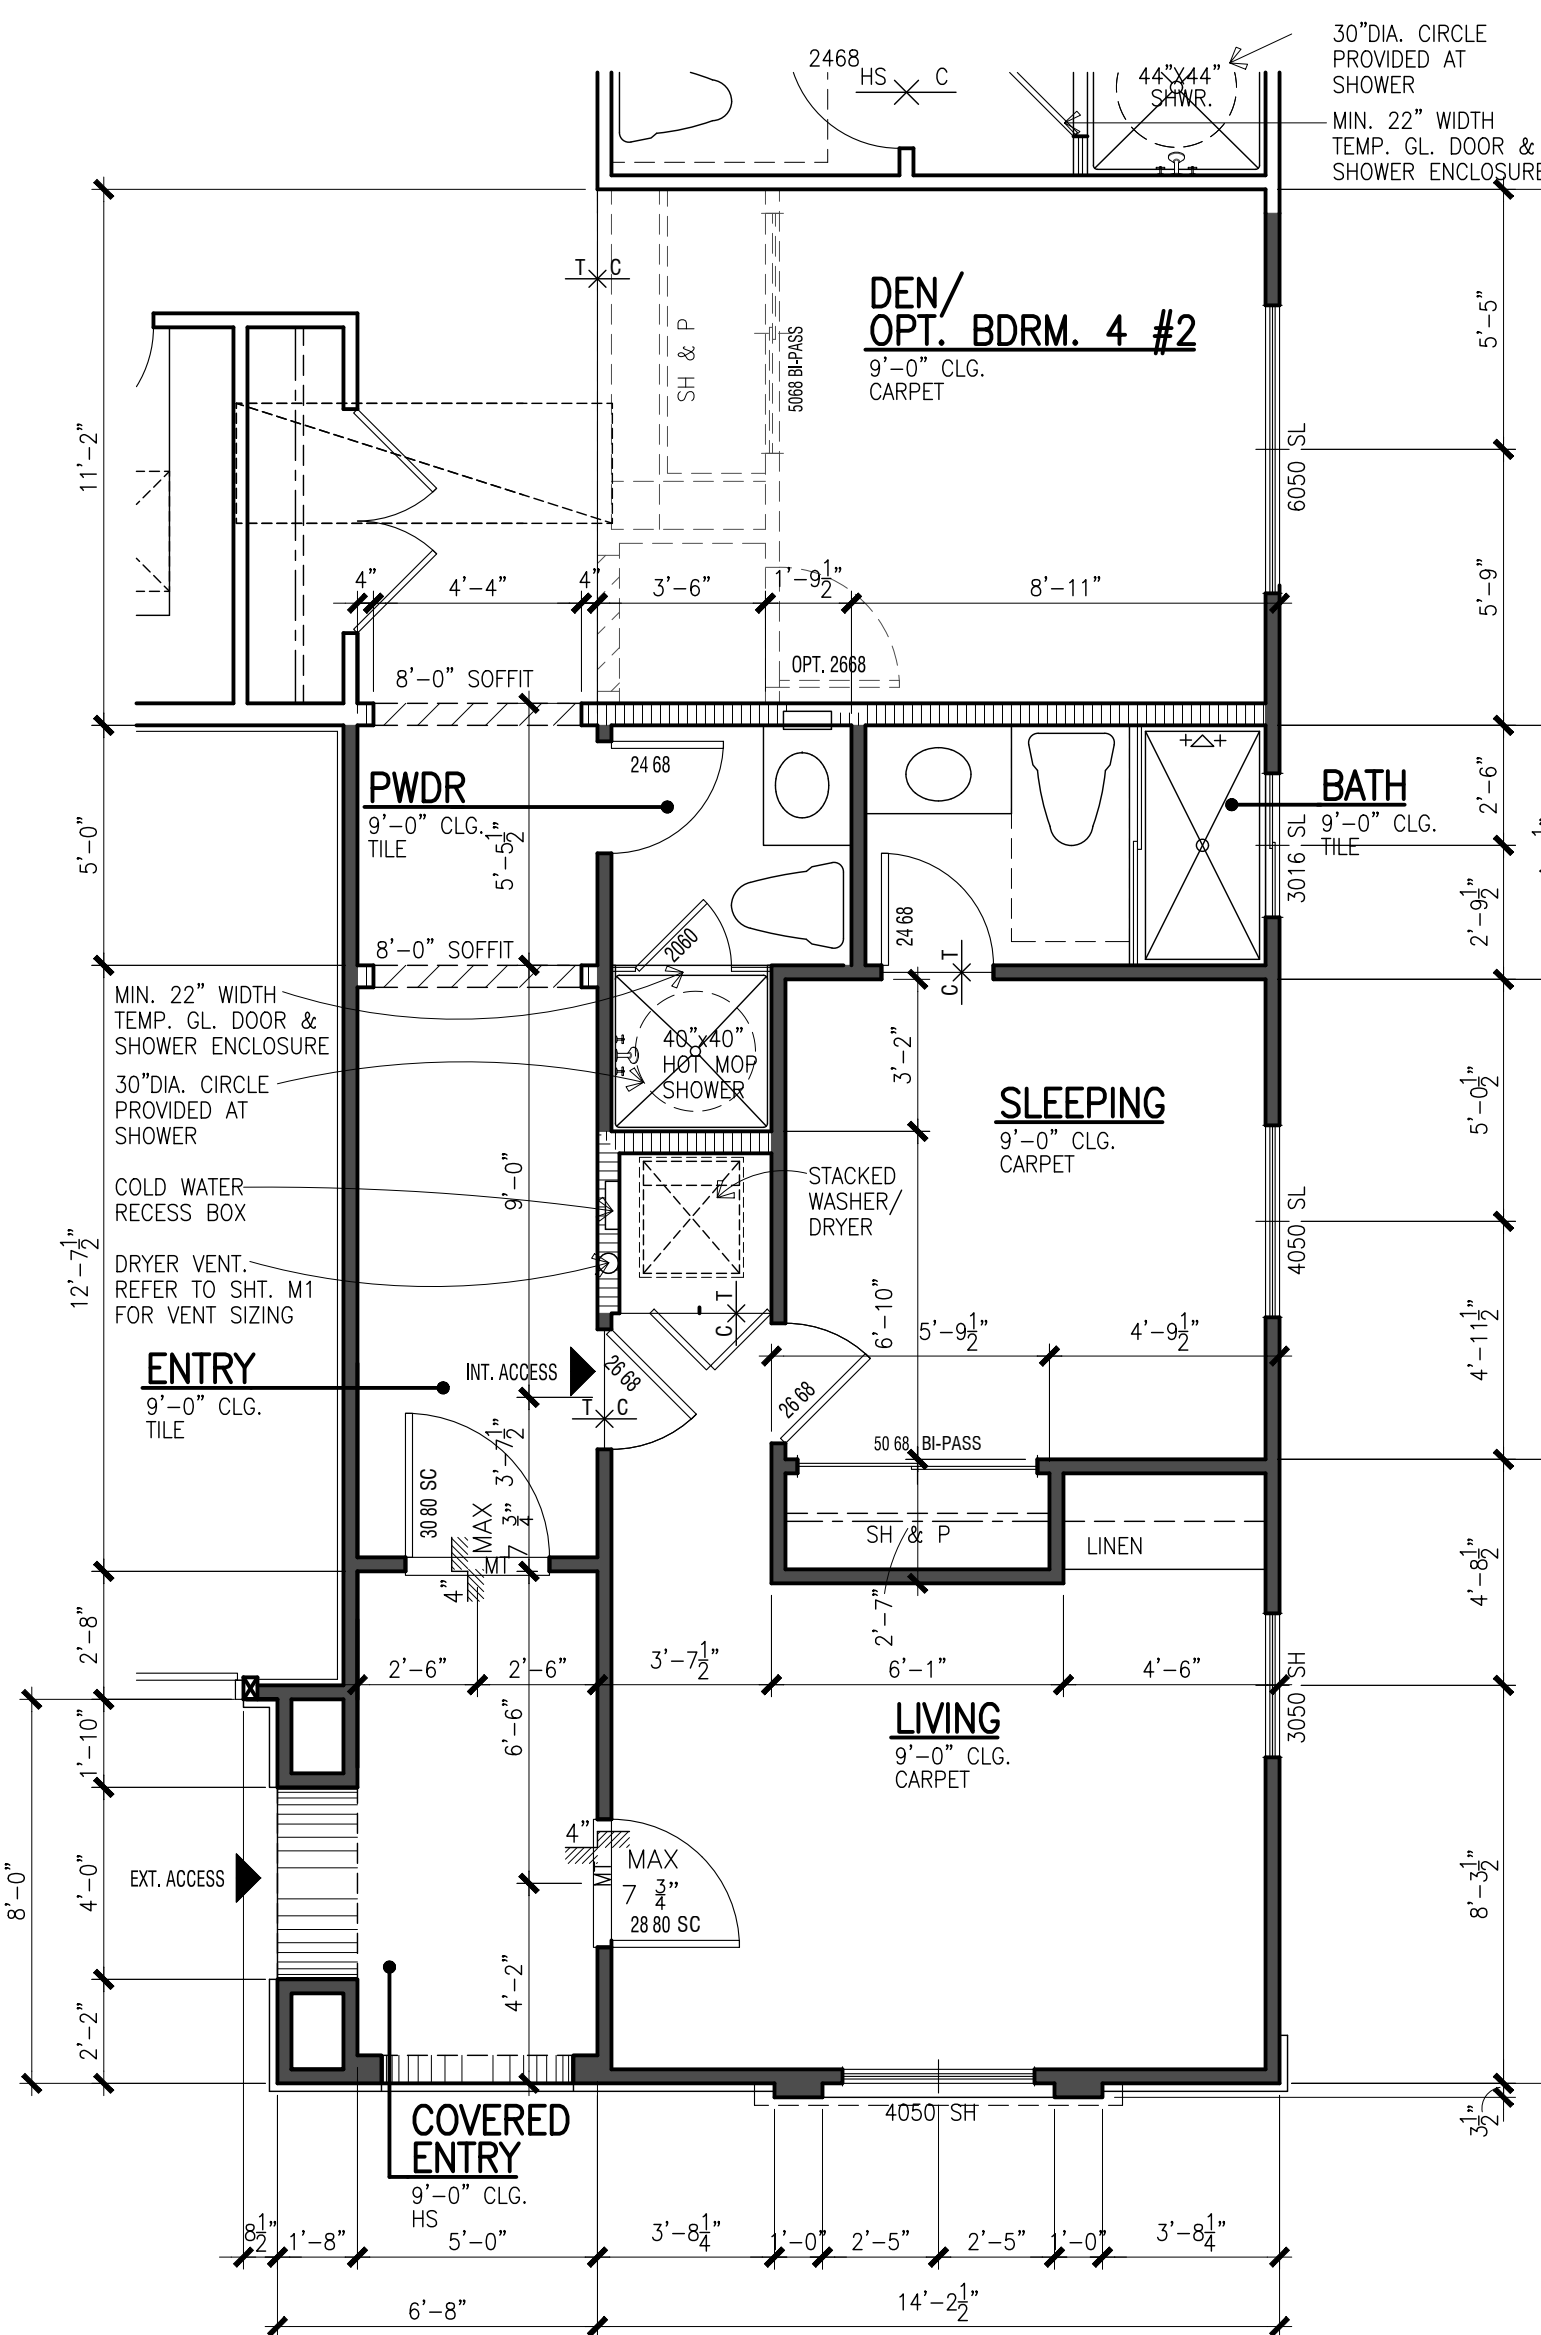 30"DIA. CIRCLE
PROVIDED AT
SHOWER
2468
HS C
44"X44"
SHWR.
MIN. 22" WIDTH
TEMP. GL. DOOR &
SHOWER ENCLOSURE
T C
DEN/
OPT. BDRM. 4 #2
9'-0" CLG.
CARPET
SH & P
5068 BI-PASS
5'-5"
11'-2"
6050 SL
4"
4'-4"
4"
3'-6"
1'-9 1/2"
8'-11"
5'-9"
OPT. 2668
8'-0" SOFFIT
24 68
PWDR
9'-0" CLG.
TILE
5'-5 1/2"
5'-0"
BATH
9'-0" CLG.
TILE
2'-6"
3016 SL
2'-9 1/2"
24 68
C T
2060
8'-0" SOFFIT
MIN. 22" WIDTH
TEMP. GL. DOOR &
SHOWER ENCLOSURE
40"x40"
HOT MOP
SHOWER
30"DIA. CIRCLE
PROVIDED AT
SHOWER
3'-2"
SLEEPING
9'-0" CLG.
CARPET
5'-0 1/2"
9'-0"
COLD WATER
RECESS BOX
STACKED
WASHER/
DRYER
4050 SL
12'-7 1/2"
DRYER VENT.
REFER TO SHT. M1
FOR VENT SIZING
C T
6'-10"
5'-9 1/2"
4'-9 1/2"
4'-11 1/2"
ENTRY
9'-0" CLG.
TILE
INT. ACCESS
26 68
T C
26 68
3'-7 1/2"
50 68 BI-PASS
30 80 SC
MAX
7 3/4"
MT
4"
SH & P
LINEN
4'-8 1/2"
2'-7"
2'-8"
2'-6"
2'-6"
3'-7 1/2"
6'-1"
4'-6"
3050 SH
LIVING
9'-0" CLG.
CARPET
6'-6"
1'-10"
4"
MAX
7 3/4"
MT
28 80 SC
EXT. ACCESS
4'-0"
8'-0"
8'-3 1/2"
4'-2"
2'-2"
4050 SH
3 1/2"
COVERED
ENTRY
9'-0" CLG.
HS
8 1/2"
1'-8"
5'-0"
3'-8 1/4"
1'-0"
2'-5"
2'-5"
1'-0"
3'-8 1/4"
6'-8"
14'-2 1/2"